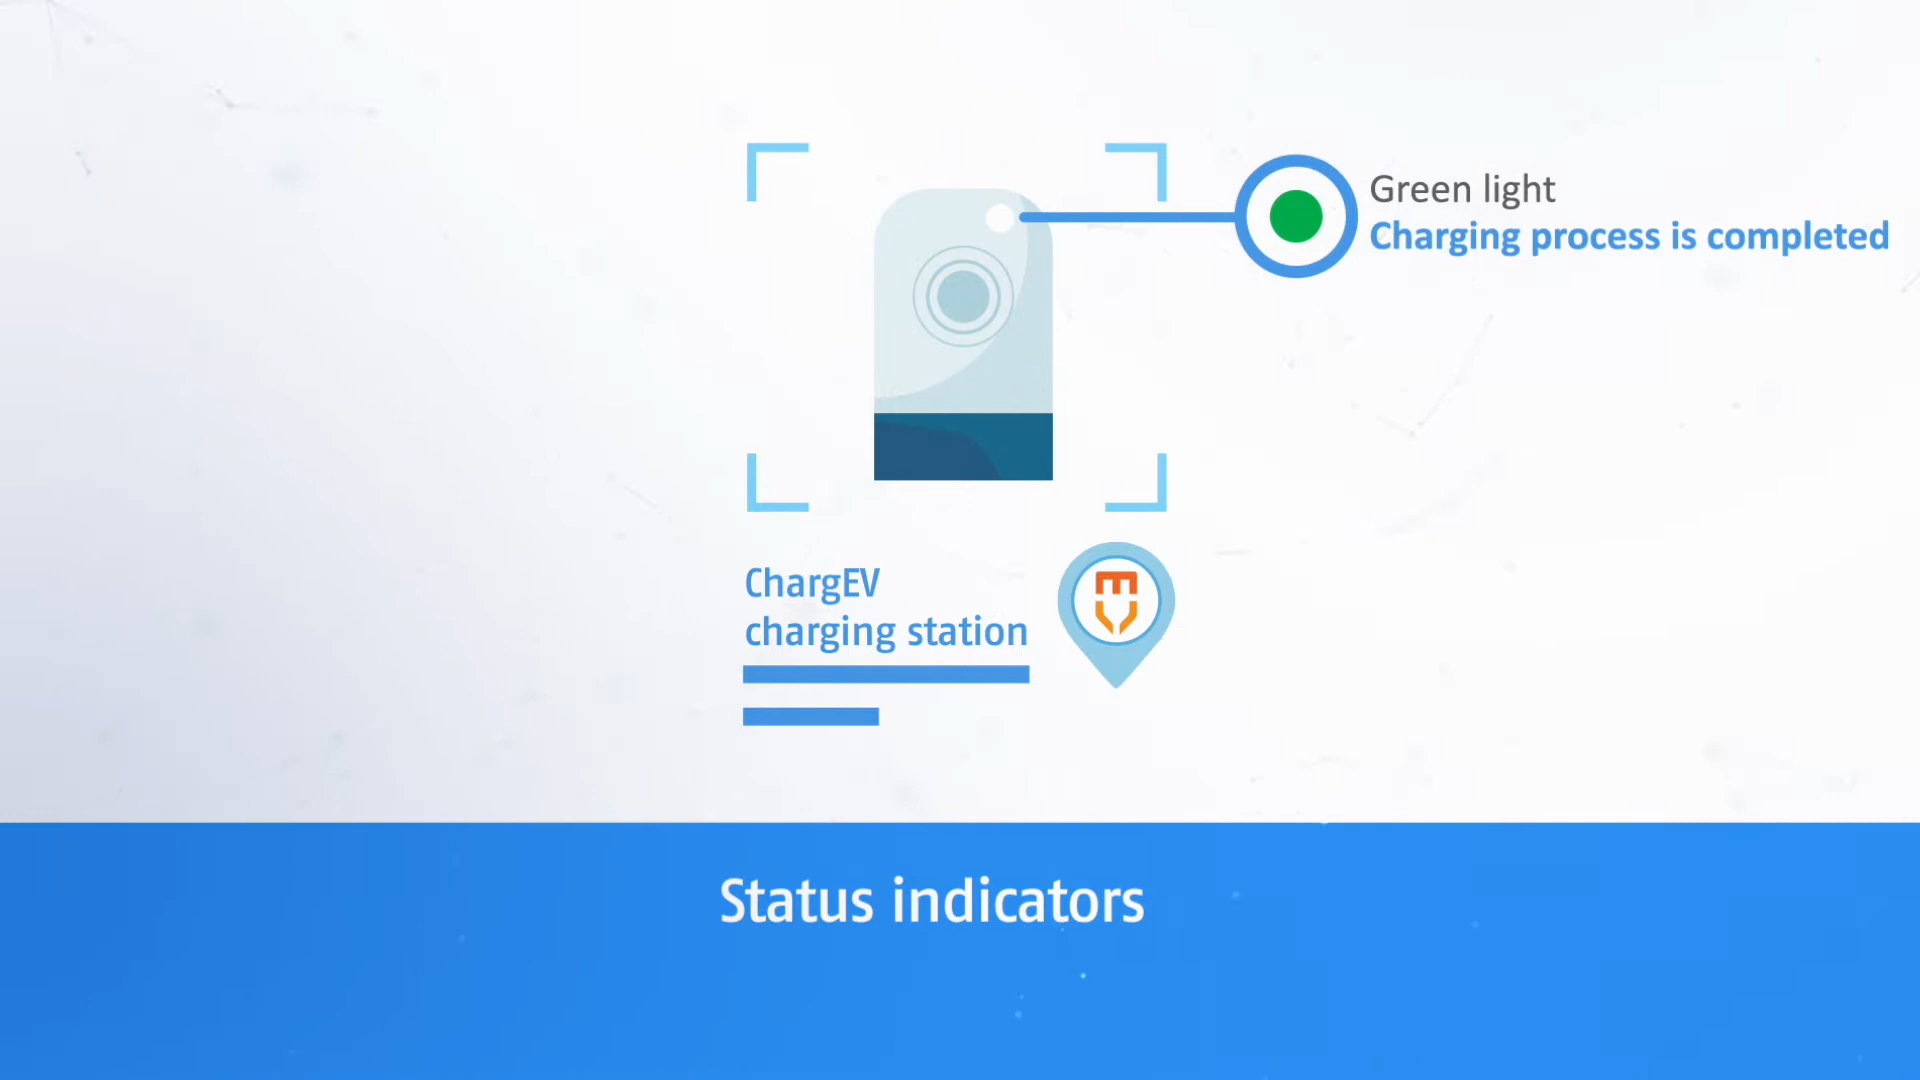 Green light
Charging process is completed
ChargEV
charging station
Status indicators